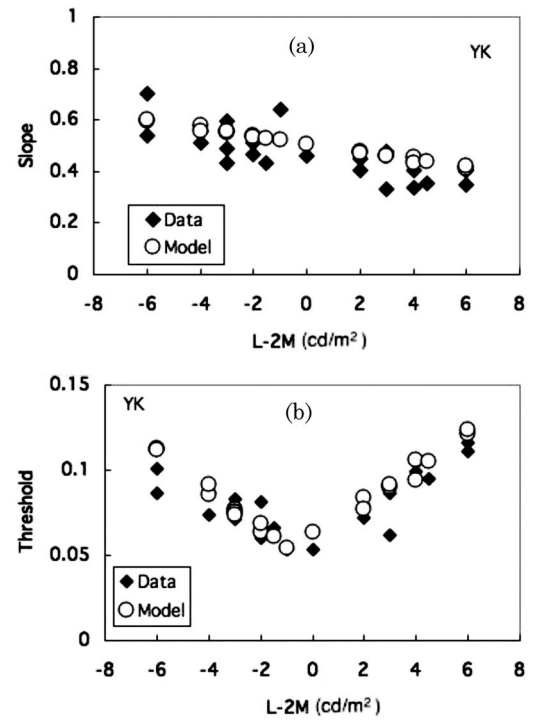 (a)
YK
1
0.8
0.6
0.4
0.2
0
Slope
Data
Model
-8 -6 -4 -2 0 2 4 6 8
L-2M (cd/m²)
0.15
YK
(b)
0.1
0.05
0
Threshold
Data
Model
-8 -6 -4 -2 0 2 4 6 8
L-2M (cd/m²)